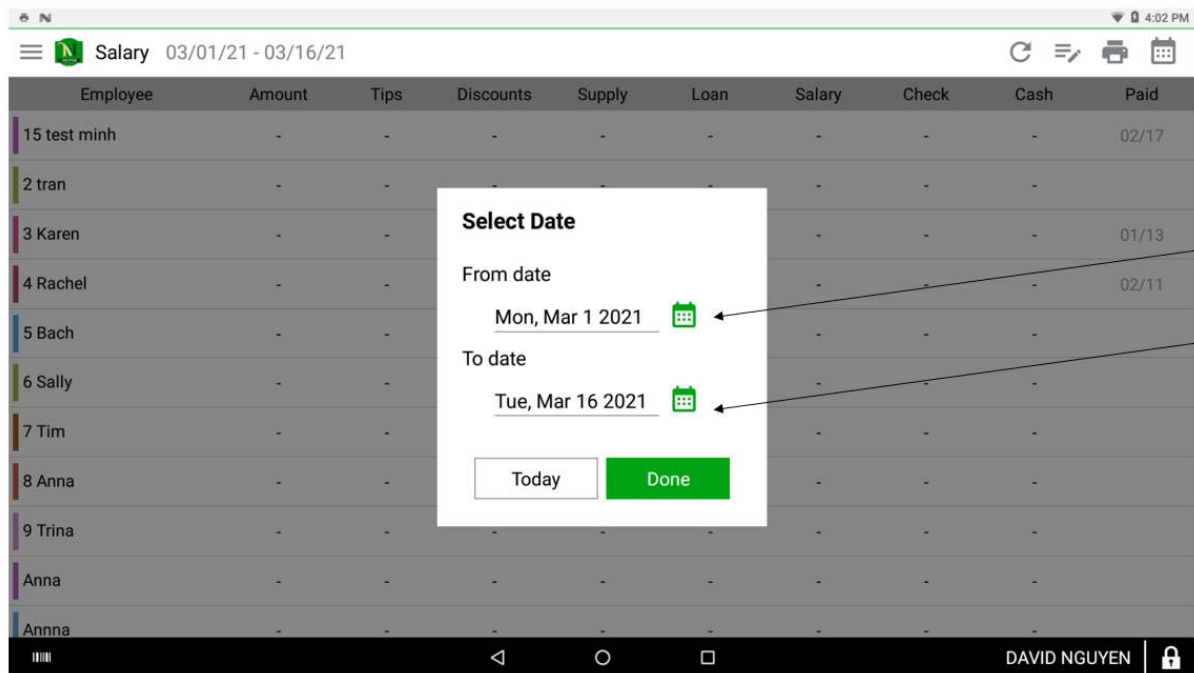 4:02 PM
Salary 03/01/21 - 03/16/21
Employee Amount Tips Discounts Supply Loan Salary Check Cash Paid
15 test minh - - - - - - - - 02/17
2 tran - - - - - - - -
3 Karen - - - - 01/13
4 Rachel - - - - - 02/11
5 Bach - - - - -
6 Sally - - - - -
7 Tim - - - - -
8 Anna - - - - -
9 Trina - - - - - - - -
Anna - - - - - - - -
Annna - - - - - - - -
Select Date
From date
Mon, Mar 1 2021
To date
Tue, Mar 16 2021
Today Done
DAVID NGUYEN